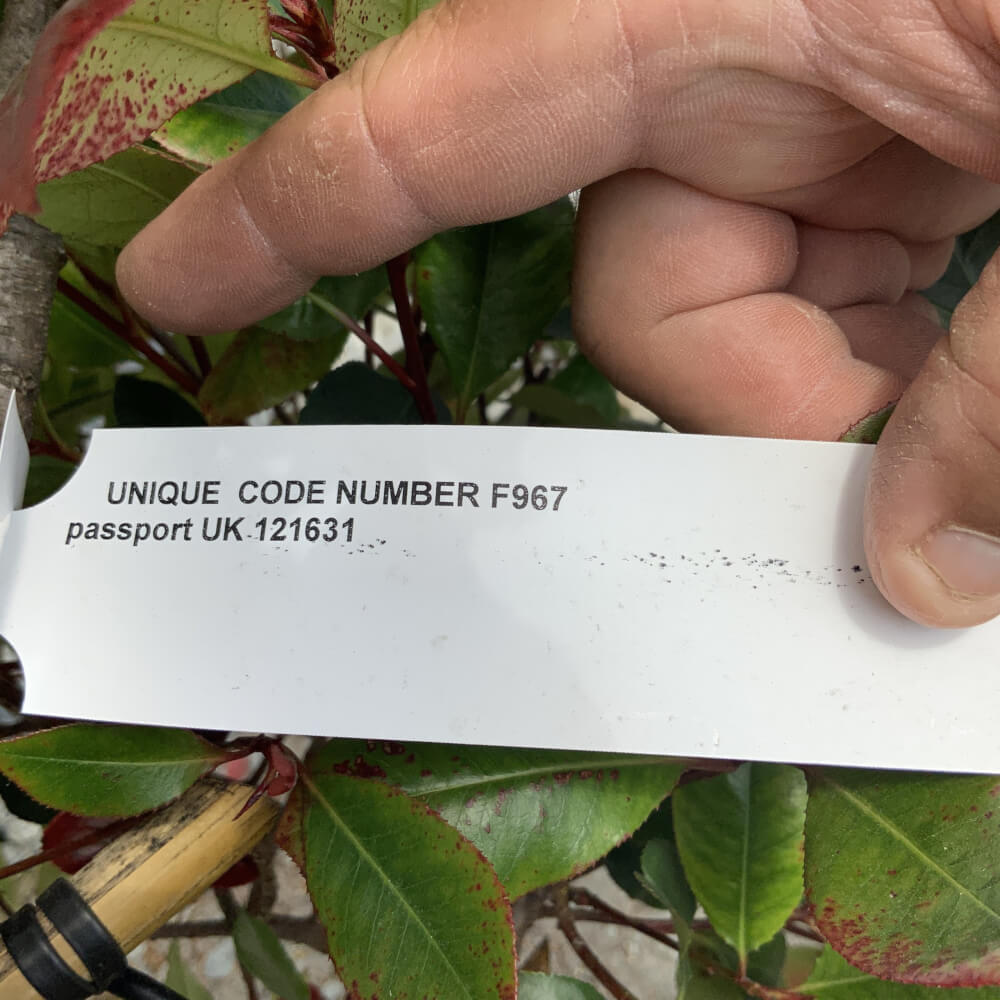 UNIQUE CODE NUMBER F967
passport UK 121631